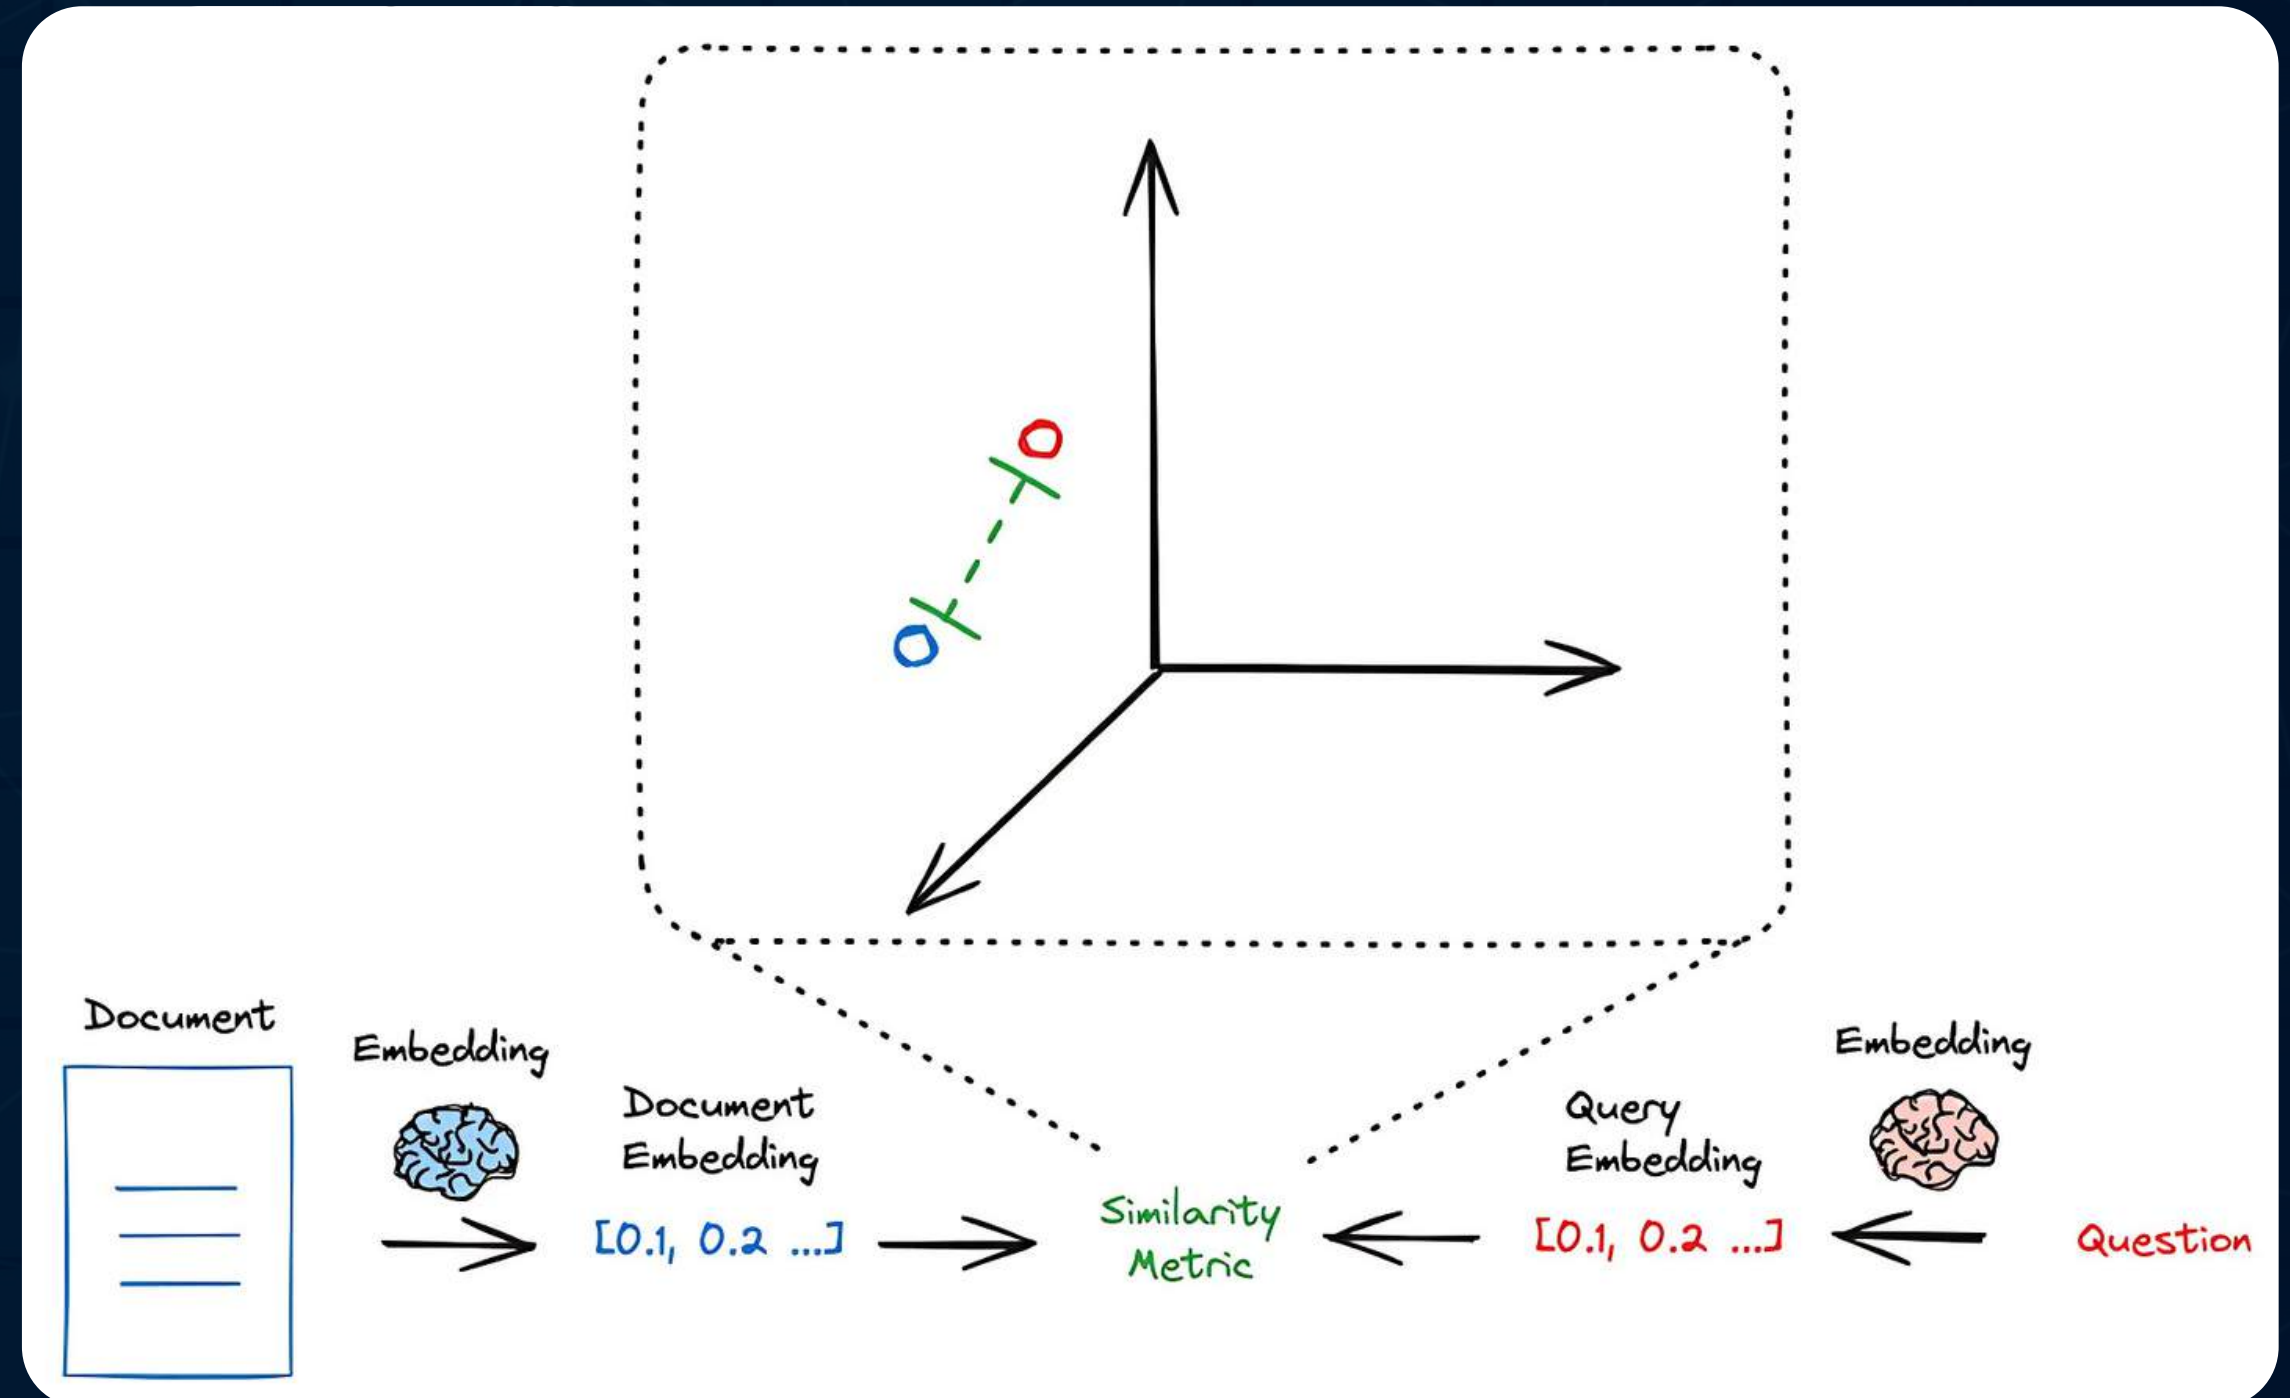 Document
Embedding
Document
Embedding
[0.1, 0.2 ...]
Similarity
Metric
Query
Embedding
[0.1, 0.2 ...]
Embedding
Question